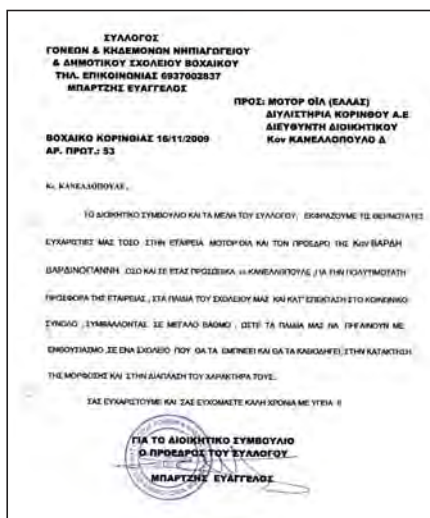 ΣΥΛΛΟΓΟΣ
ΓΟΝΕΩΝ & ΚΗΔΕΜΟΝΩΝ ΝΗΠΙΑΓΩΓΕΙΟΥ
& ΔΗΜΟΤΙΚΟΥ ΣΧΟΛΕΙΟΥ ΒΟΧΑΙΚΟΥ
ΤΗΛ. ΕΠΙΚΟΙΝΩΝΙΑΣ 6937002837
ΜΠΑΡΤΖΗΣ ΕΥΑΓΓΕΛΟΣ
ΠΡΟΣ: ΜΟΤΟΡ ΟΪΛ (ΕΛΛΑΣ)
ΔΙΥΛΙΣΤΗΡΙΑ ΚΟΡΙΝΘΟΥ Α.Ε
ΔΙΕΥΘΥΝΤΗ ΔΙΟΙΚΗΤΙΚΟΥ
Κον ΚΑΝΕΛΛΟΠΟΥΛΟ Δ
ΒΟΧΑΙΚΟ ΚΟΡΙΝΘΙΑΣ 16/11/2009
ΑΡ. ΠΡΩΤ.: 53
Κε. ΚΑΝΕΛΛΟΠΟΥΛΕ,
ΤΟ ΔΙΟΙΚΗΤΙΚΟ ΣΥΜΒΟΥΛΙΟ ΚΑΙ ΤΑ ΜΕΛΗ ΤΟΥ ΣΥΛΛΟΓΟΥ, ΕΚΦΡΑΖΟΥΜΕ ΤΙΣ ΘΕΡΜΟΤΑΤΕΣ
ΕΥΧΑΡΙΣΤΙΕΣ ΜΑΣ ΤΟΣΟ ΣΤΗΝ ΕΤΑΙΡΕΙΑ ΜΟΤΟΡ ΟΪΛ ΚΑΙ ΤΟΝ ΠΡΟΕΔΡΟ ΤΗΣ Κον ΒΑΡΔΗ
ΒΑΡΔΙΝΟΓΙΑΝΝΗ ,ΟΣΟ ΚΑΙ ΣΕ ΕΣΑΣ ΠΡΟΣΩΠΙΚΑ κε ΚΑΝΕΛΛΟΠΟΥΛΕ ,ΓΙΑ ΤΗΝ ΠΟΛΥΤΙΜΟΤΑΤΗ
ΠΡΟΣΦΟΡΑ ΤΗΣ ΕΤΑΙΡΕΙΑΣ , ΣΤΑ ΠΑΙΔΙΑ ΤΟΥ ΣΧΟΛΕΙΟΥ ΜΑΣ ΚΑΙ ΚΑΤ' ΕΠΕΚΤΑΣΗ ΣΤΟ ΚΟΙΝΩΝΙΚΟ
ΣΥΝΟΛΟ , ΣΥΜΒΑΛΛΟΝΤΑΣ ΣΕ ΜΕΓΑΛΟ ΒΑΘΜΟ , ΩΣΤΕ ΤΑ ΠΑΙΔΙΑ ΜΑΣ ΝΑ ΠΗΓΑΙΝΟΥΝ ΜΕ
ΕΝΘΟΥΣΙΑΣΜΟ ,ΣΕ ΕΝΑ ΣΧΟΛΕΙΟ ΠΟΥ ΘΑ ΤΑ ΕΜΠΝΕΕΙ ΚΑΙ ΘΑ ΤΑ ΚΑΘΟΔΗΓΕΙ, ΣΤΗΝ ΚΑΤΑΚΤΗΣΗ
ΤΗΣ ΜΟΡΦΩΣΗΣ ΚΑΙ ΣΤΗΝ ΔΙΑΠΛΑΣΗ ΤΟΥ ΧΑΡΑΚΤΗΡΑ ΤΟΥΣ.
ΣΑΣ ΕΥΧΑΡΙΣΤΟΥΜΕ ΚΑΙ ΣΑΣ ΕΥΧΟΜΑΣΤΕ ΚΑΛΗ ΧΡΟΝΙΑ ΜΕ ΥΓΕΙΑ !!
ΓΙΑ ΤΟ ΔΙΟΙΚΗΤΙΚΟ ΣΥΜΒΟΥΛΙΟ
Ο ΠΡΟΕΔΡΟΣ ΤΟΥ ΣΥΛΛΟΓΟΥ
ΜΠΑΡΤΖΗΣ ΕΥΑΓΓΕΛΟΣ